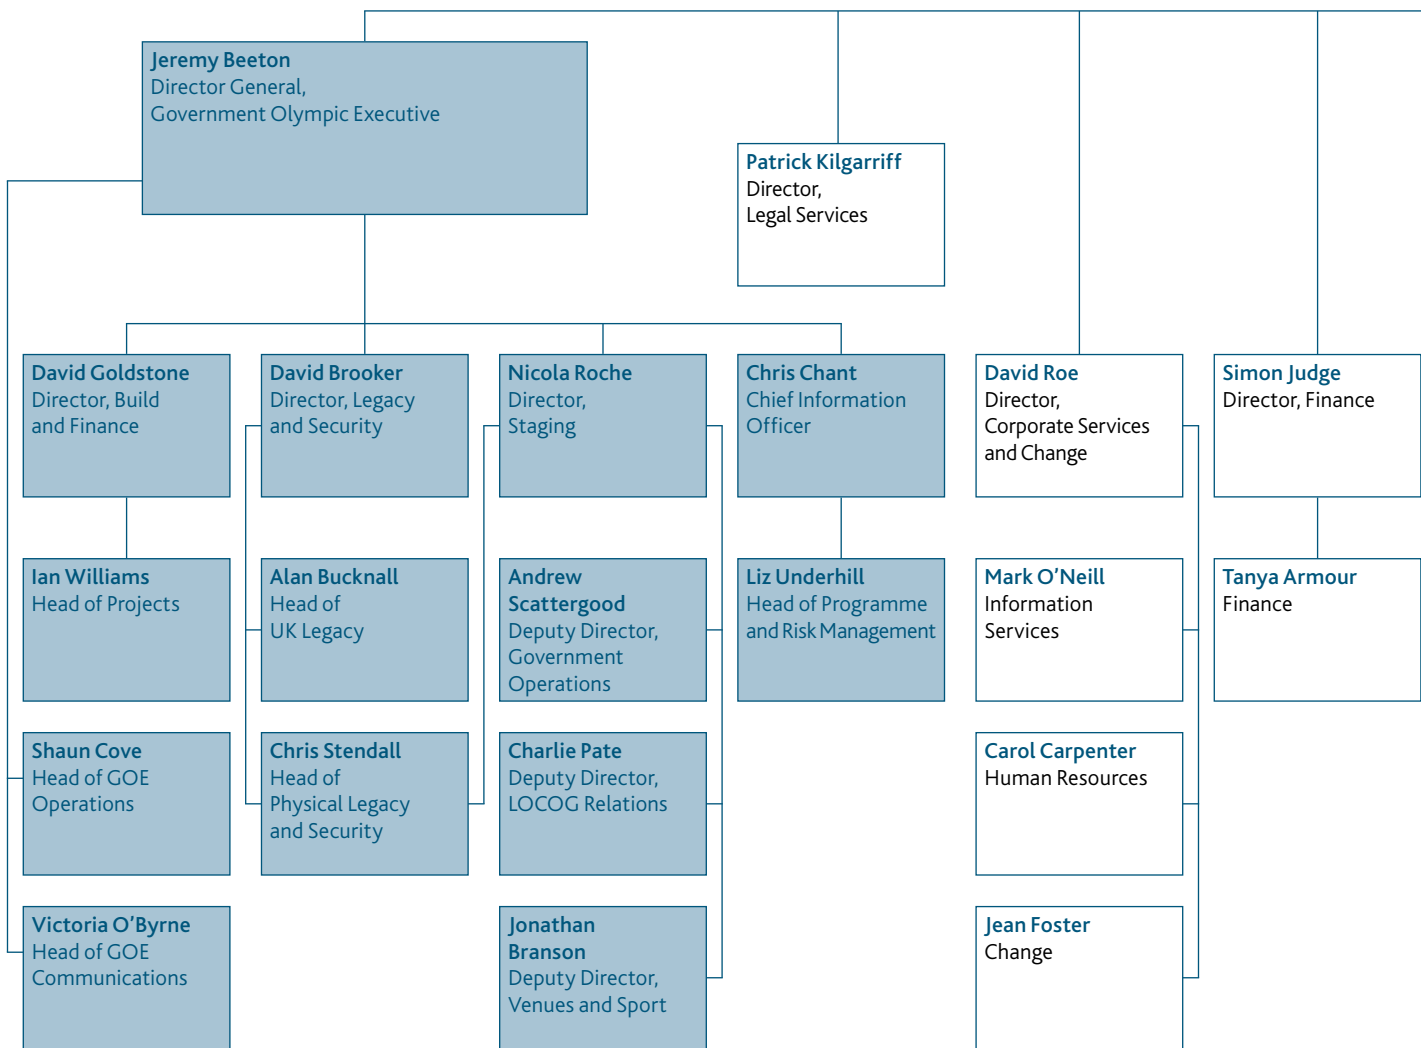 Jeremy Beeton
Director General,
Government Olympic Executive
Patrick Kilgarriff
Director,
Legal Services
David Goldstone
Director, Build
and Finance
David Brooker
Director, Legacy
and Security
Nicola Roche
Director,
Staging
Chris Chant
Chief Information
Officer
David Roe
Director,
Corporate Services
and Change
Simon Judge
Director, Finance
Ian Williams
Head of Projects
Alan Bucknall
Head of
UK Legacy
Andrew
Scattergood
Deputy Director,
Government
Operations
Liz Underhill
Head of Programme
and Risk Management
Mark O’Neill
Information
Services
Tanya Armour
Finance
Shaun Cove
Head of GOE
Operations
Chris Stendall
Head of
Physical Legacy
and Security
Charlie Pate
Deputy Director,
LOCOG Relations
Carol Carpenter
Human Resources
Victoria O’Byrne
Head of GOE
Communications
Jonathan
Branson
Deputy Director,
Venues and Sport
Jean Foster
Change